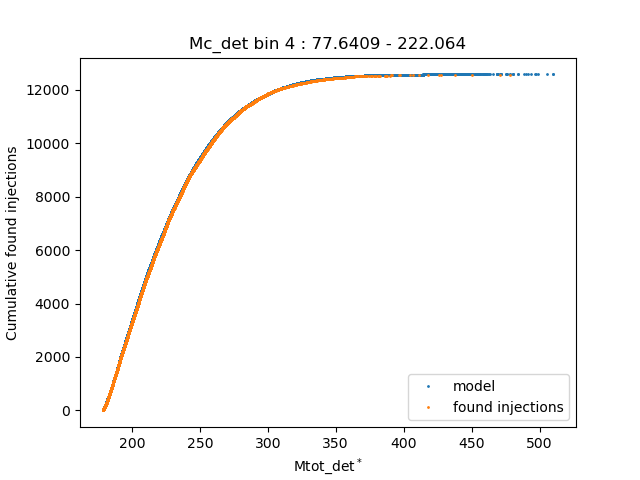 Mc_det bin 4 : 77.6409 - 222.064
Cumulative found injections
12000
10000
8000
6000
4000
2000
0
model
found injections
200 250 300 350 400 450 500
Mtot_det*